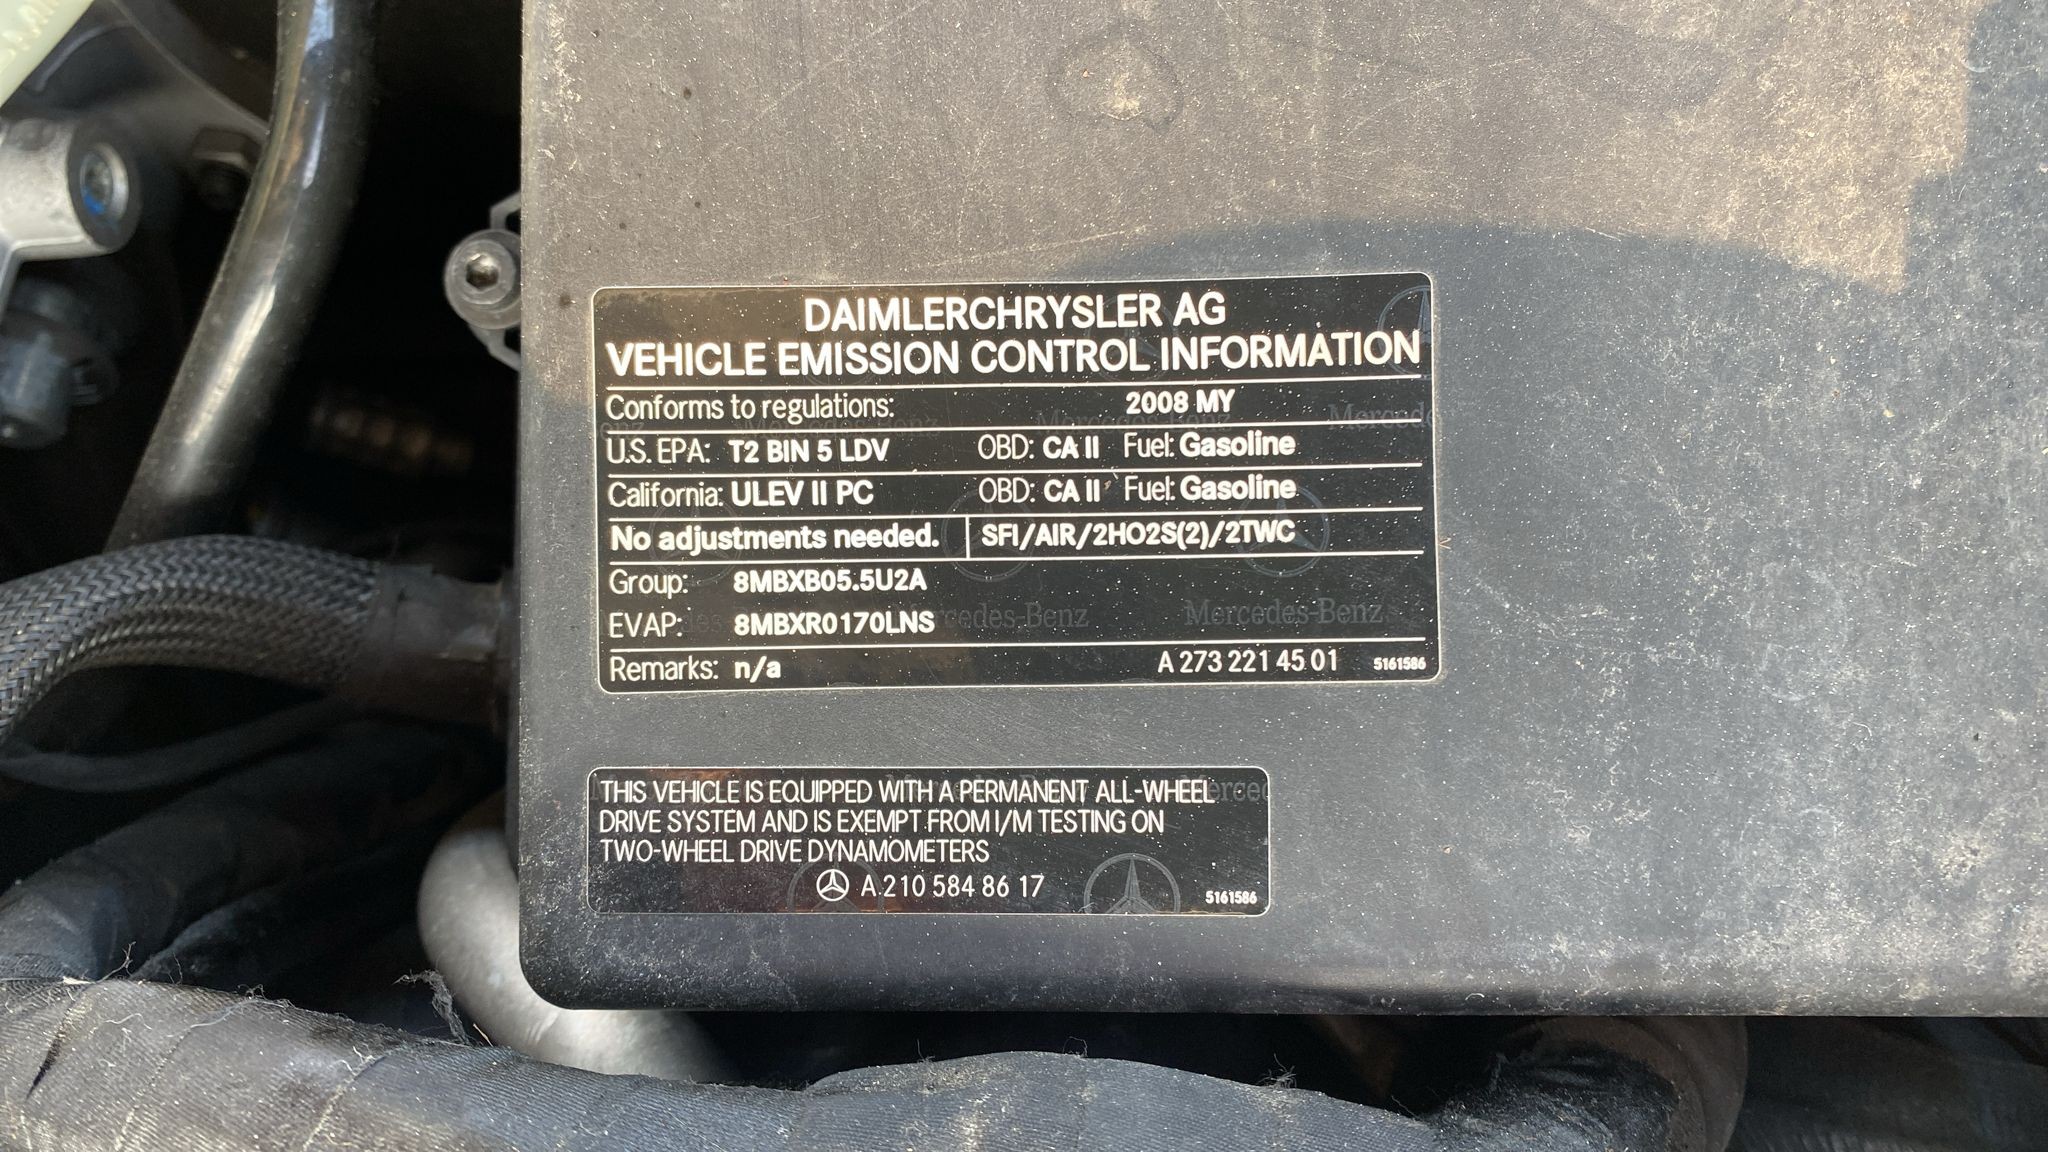 DAIMLERCHRYSLER AG
VEHICLE EMISSION CONTROL INFORMATION
Conforms to regulations: 2008 MY
U.S. EPA: T2 BIN 5 LDV OBD: CA II Fuel: Gasoline
California: ULEV II PC OBD: CA II Fuel: Gasoline
No adjustments needed. SFI/AIR/2HO2S(2)/2TWC
Group: 8MBXB05.5U2A
EVAP: 8MBXR0170LNS
Mercedes-Benz
Remarks: n/a A 273 221 45 01 5161586
THIS VEHICLE IS EQUIPPED WITH A PERMANENT ALL-WHEEL
DRIVE SYSTEM AND IS EXEMPT FROM I/M TESTING ON
TWO-WHEEL DRIVE DYNAMOMETERS
A 210 584 86 17 5161586